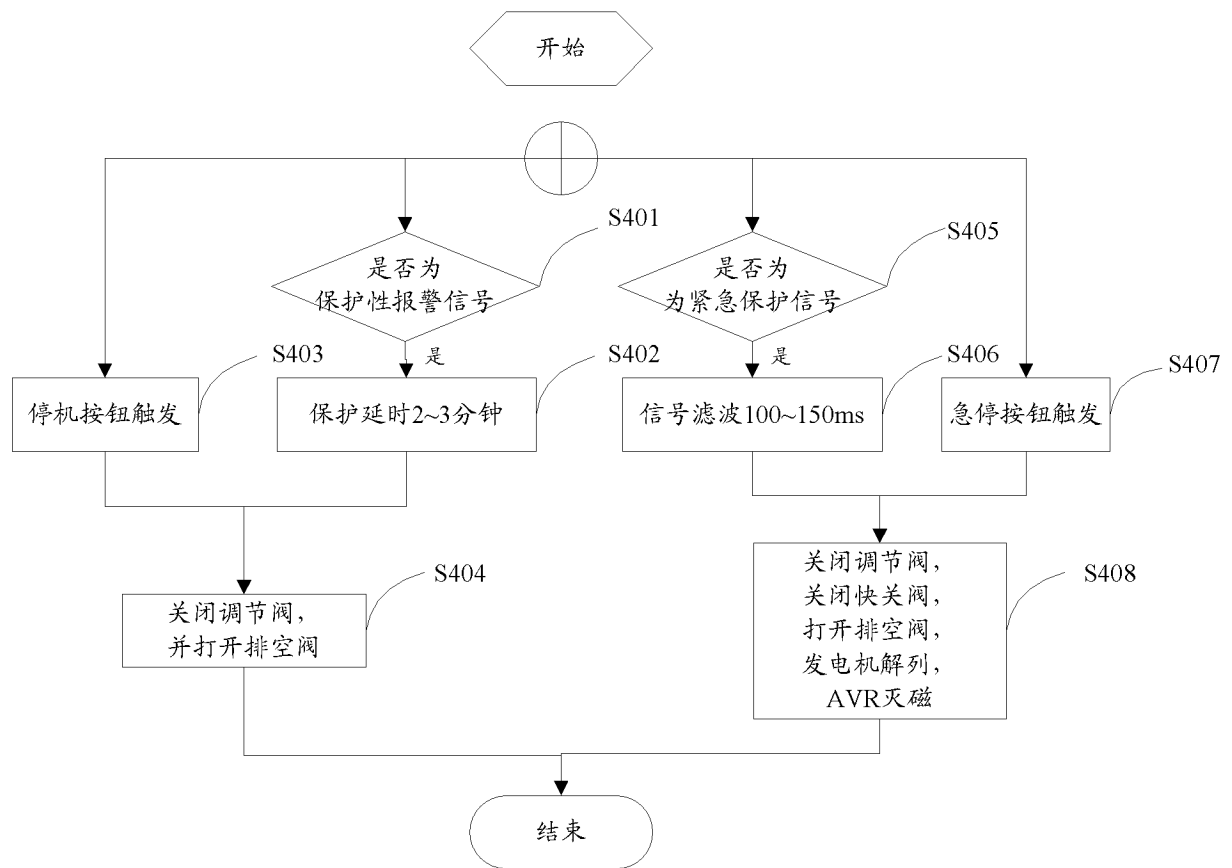 开始
S401
S405
是否为
保护性报警信号
是否为
为紧急保护信号
S403
是
S402
是
S406
S407
停机按钮触发
保护延时2~3分钟
信号滤波100~150ms
急停按钮触发
S404
关闭调节阀，
并打开排空阀
关闭调节阀，
关闭快关阀，
打开排空阀，
发电机解列，
AVR灭磁
S408
结束